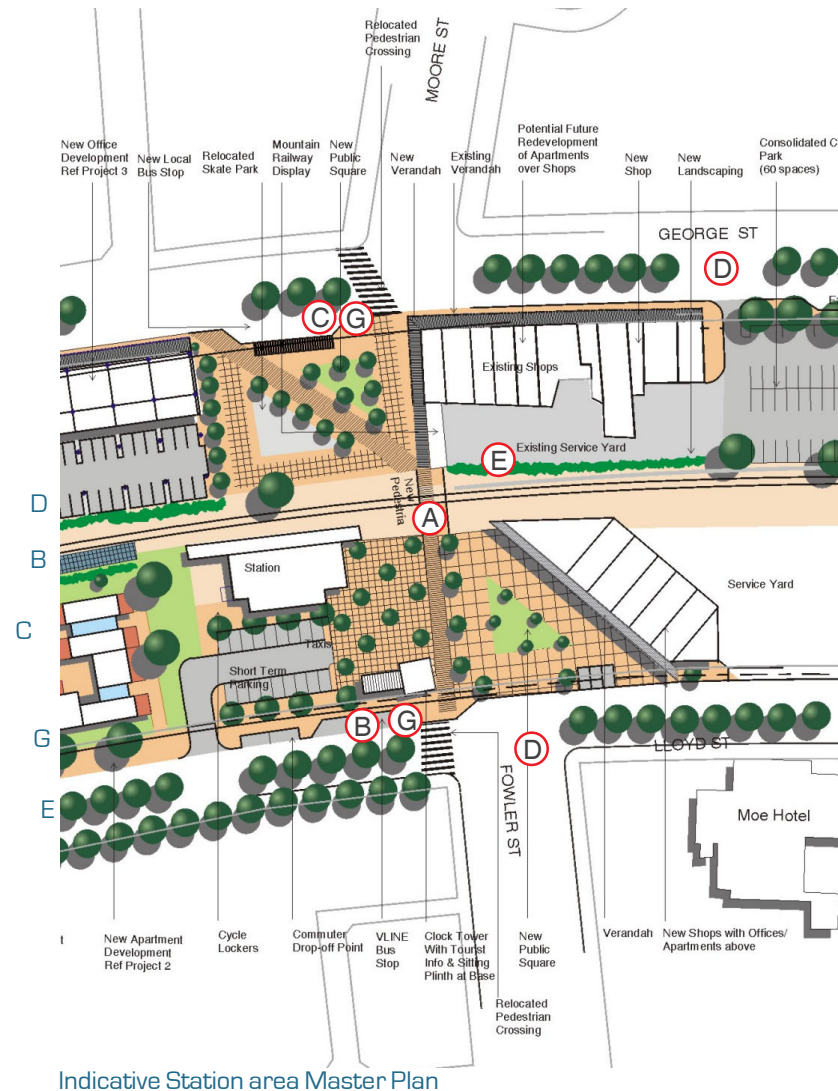 Relocated
Pedestrian
Crossing
MOORE ST
New Office
Development
Ref Project 3
New Local
Bus Stop
Relocated
Skate Park
Mountain
Railway
Display
New
Public
Square
New
Verandah
Existing
Verandah
Potential Future
Redevelopment
of Apartments
over Shops
New
Shop
New
Landscaping
Consolidated C
Park
(60 spaces)
GEORGE ST
D
C
G
Existing Shops
E
Existing Service Yard
D
New
Pedestria
A
B
Station
Service Yard
C
Taxis
Short Term
Parking
G
B
G
D
LLOYD ST
E
FOWLER ST
Moe Hotel
t
New Apartment
Development
Ref Project 2
Cycle
Lockers
Commuter
Drop-off Point
VLINE
Bus
Stop
Clock Tower
With Tourist
Info & Sitting
Plinth at Base
New
Public
Square
Verandah
New Shops with Offices/
Apartments above
Relocated
Pedestrian
Crossing
Indicative Station area Master Plan